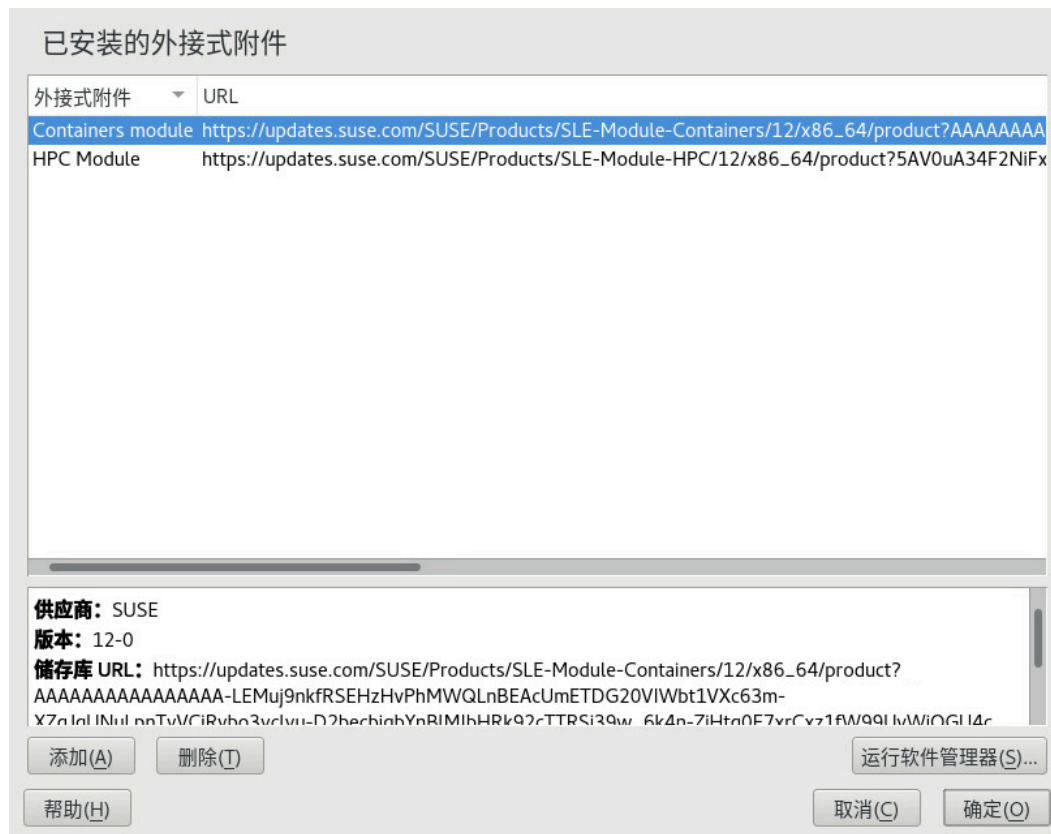 已安装的外接式附件
外接式附件 URL
Containers module https://updates.suse.com/SUSE/Products/SLE-Module-Containers/12/x86_64/product?AAAAAAAA
HPC Module https://updates.suse.com/SUSE/Products/SLE-Module-HPC/12/x86_64/product?5AV0uA34F2NiFx
供应商：SUSE
版本：12-0
储存库 URL：https://updates.suse.com/SUSE/Products/SLE-Module-Containers/12/x86_64/product?
AAAAAAAAAAAAAAAA-LEMuj9nkfRSEHzHvPhMWQLnBEAcUmETDG20VIWbt1VXc63m-
添加(A) 删除(T) 运行软件管理器(S)...
帮助(H) 取消(C) 确定(O)